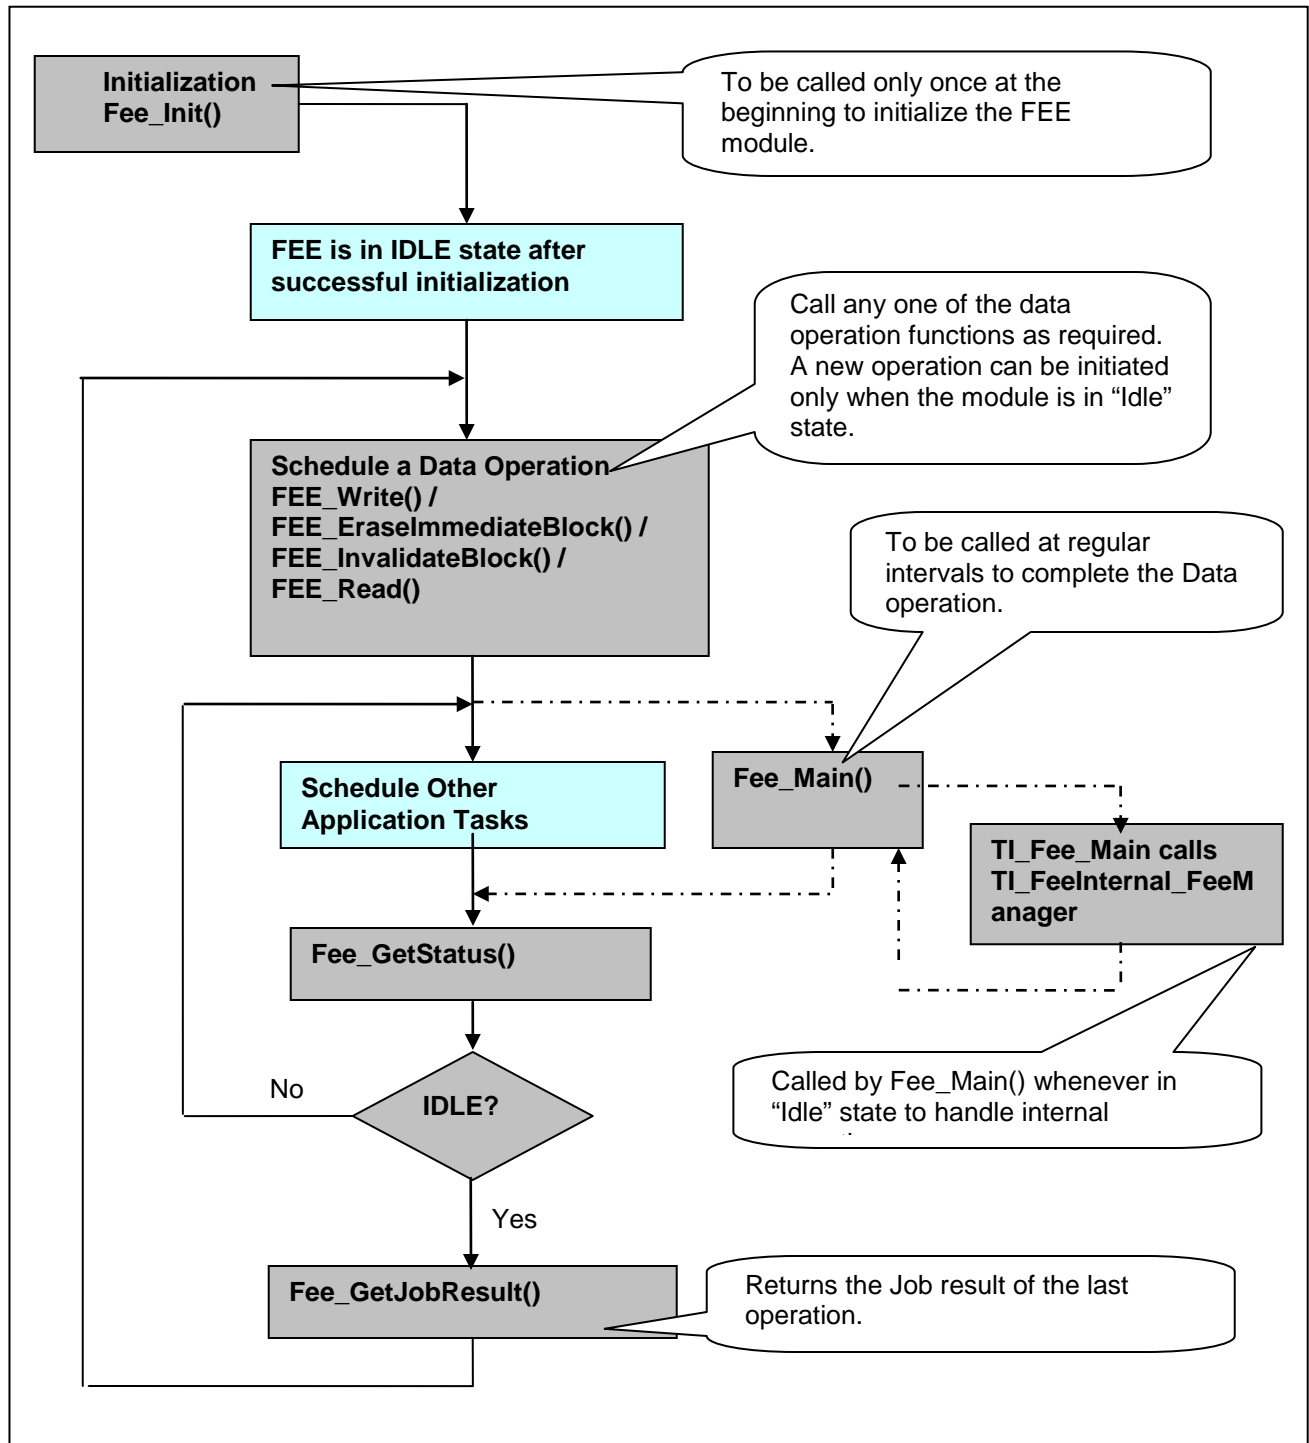 Initialization
Fee_Init()
To be called only once at the
beginning to initialize the FEE
module.
FEE is in IDLE state after
successful initialization
Call any one of the data
operation functions as required.
A new operation can be initiated
only when the module is in “Idle”
state.
Schedule a Data Operation
FEE_Write() /
FEE_EraseImmediateBlock() /
FEE_InvalidateBlock() /
FEE_Read()
To be called at regular
intervals to complete the Data
operation.
Schedule Other
Application Tasks
Fee_Main()
TI_Fee_Main calls
TI_FeeInternal_FeeM
anager
Fee_GetStatus()
Called by Fee_Main() whenever in
“Idle” state to handle internal
No
IDLE?
Yes
Fee_GetJobResult()
Returns the Job result of the last
operation.